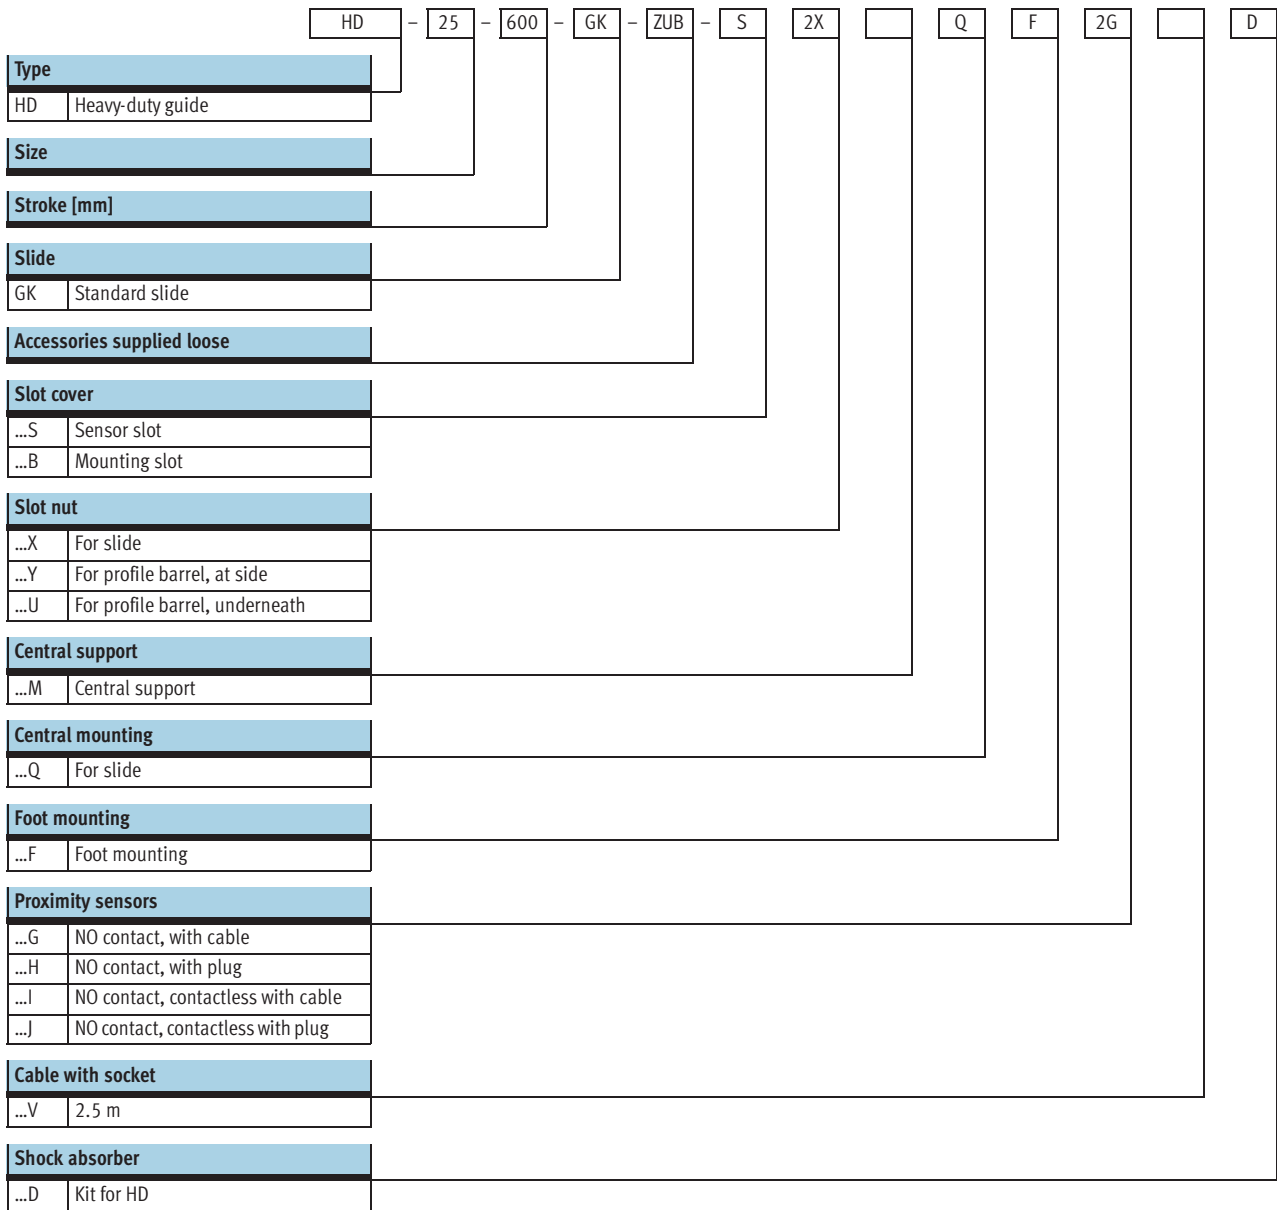 HD – 25 – 600 – GK – ZUB – S 2X Q F 2G D
Type
HD Heavy-duty guide
Size
Stroke [mm]
Slide
GK Standard slide
Accessories supplied loose
Slot cover
...S Sensor slot
...B Mounting slot
Slot nut
...X For slide
...Y For profile barrel, at side
...U For profile barrel, underneath
Central support
...M Central support
Central mounting
...Q For slide
Foot mounting
...F Foot mounting
Proximity sensors
...G NO contact, with cable
...H NO contact, with plug
...I NO contact, contactless with cable
...J NO contact, contactless with plug
Cable with socket
...V 2.5 m
Shock absorber
...D Kit for HD